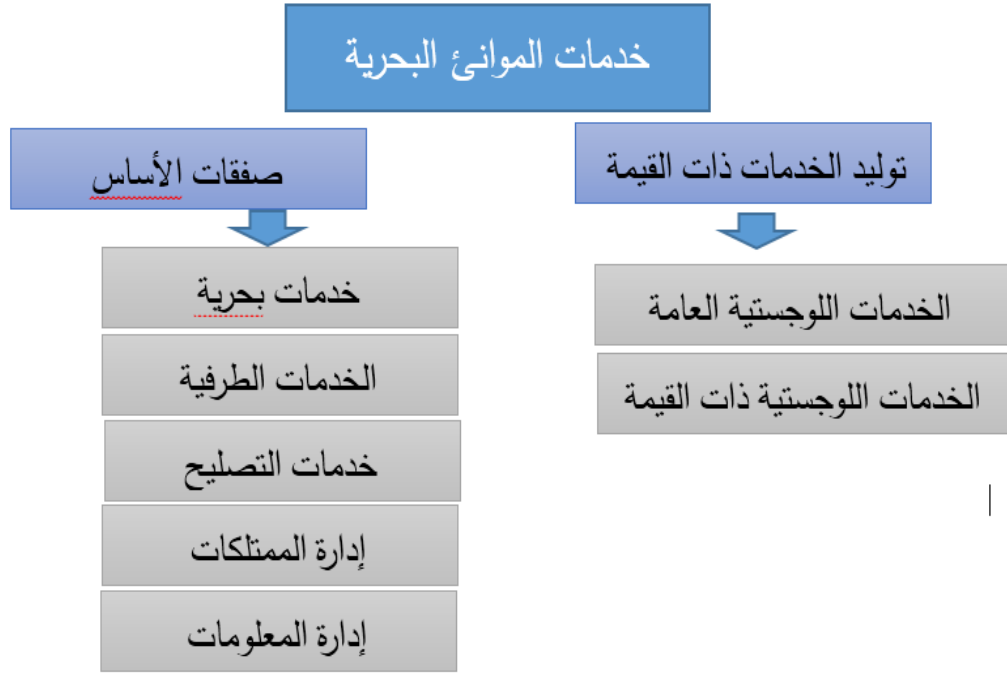 خدمات الموانئ البحرية
توليد الخدمات ذات القيمة
الخدمات اللوجستية العامة
الخدمات اللوجستية ذات القيمة
صفقات الأساس
خدمات بحرية
الخدمات الطرفية
خدمات التصليح
إدارة الممتلكات
إدارة المعلومات